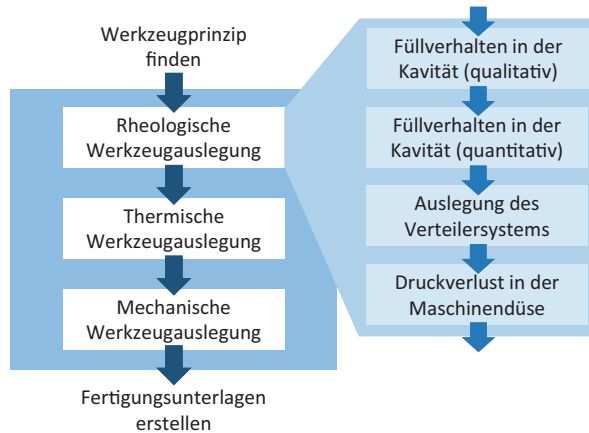 Werkzeugprinzip
finden
Rheologische
Werkzeugauslegung
Thermische
Werkzeugauslegung
Mechanische
Werkzeugauslegung
Fertigungsunterlagen
erstellen
Füllverhalten in der
Kavität (qualitativ)
Füllverhalten in der
Kavität (quantitativ)
Auslegung des
Verteilersystems
Druckverlust in der
Maschinendüse